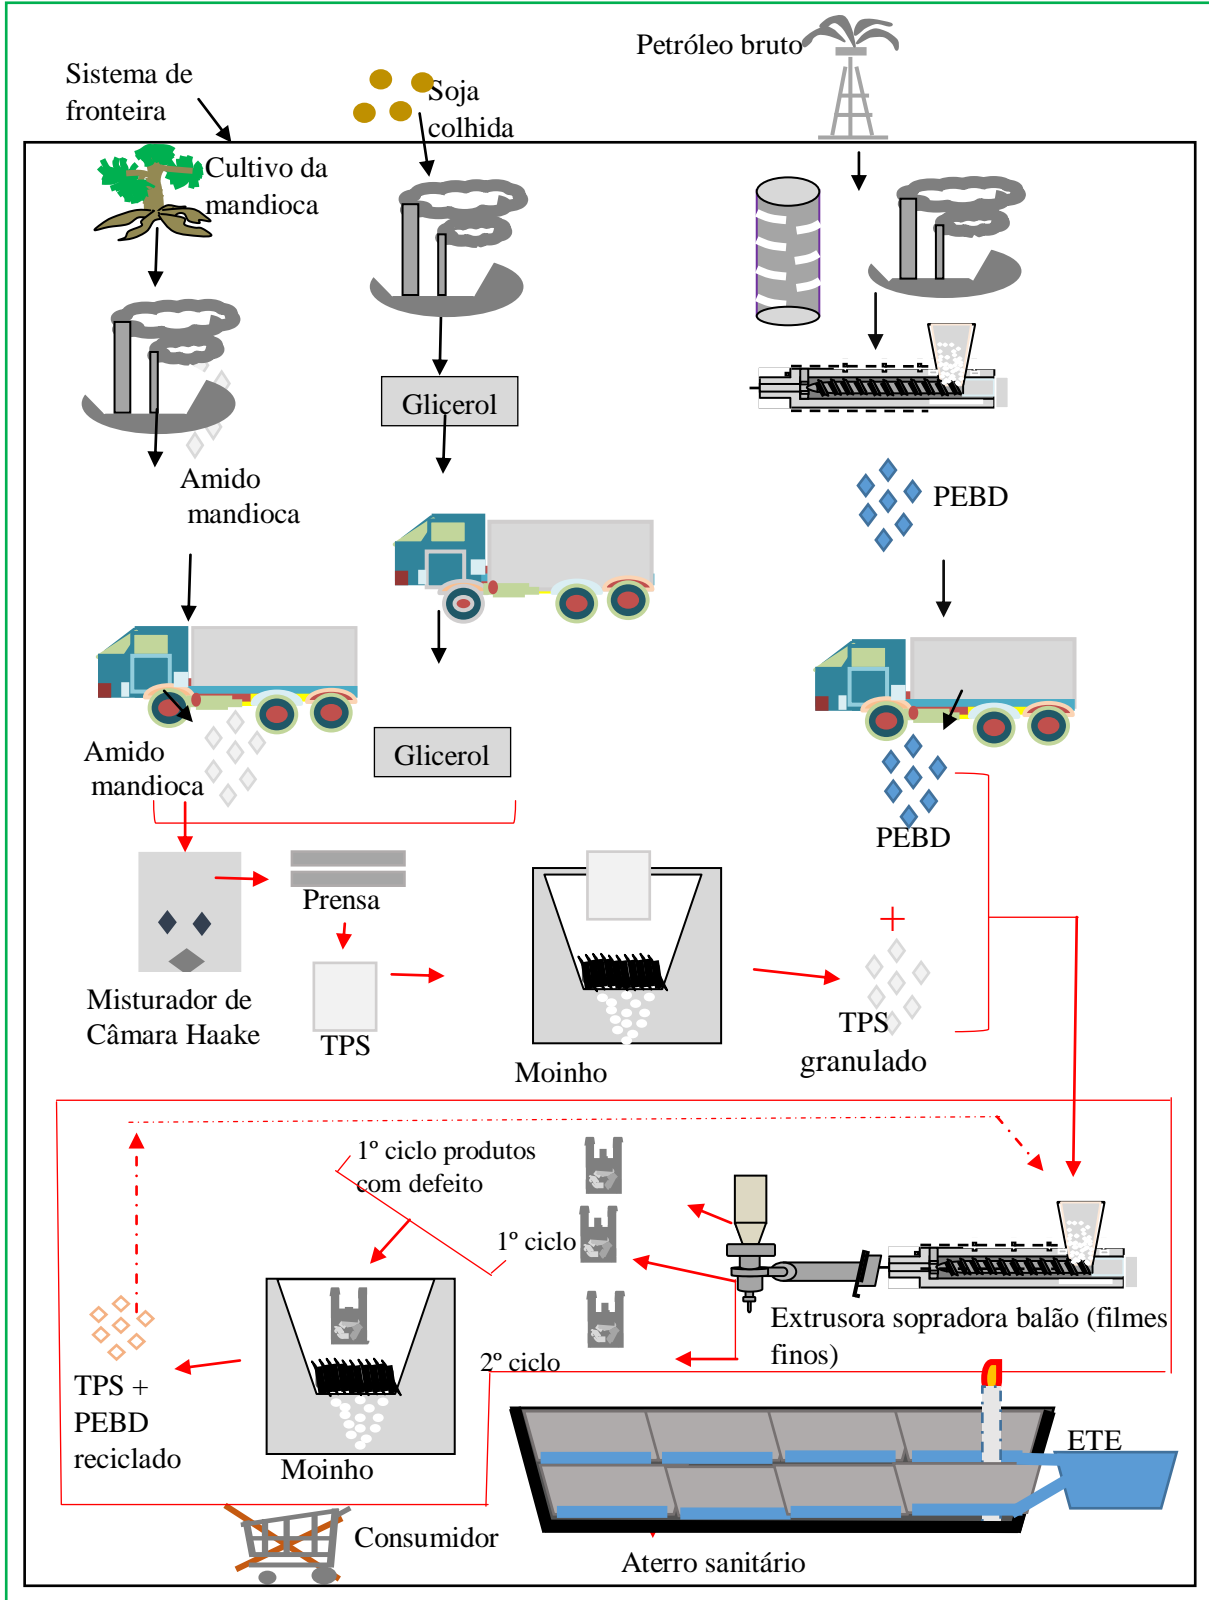 Petróleo bruto
Sistema de
fronteira
Soja
colhida
Cultivo da
mandioca
Glicerol
Amido
mandioca
PEBD
Amido
mandioca
Glicerol
PEBD
+
Prensa
Misturador de
Câmara Haake
TPS
Moinho
TPS
granulado
1º ciclo produtos
com defeito
1º ciclo
2º ciclo
Extrusora sopradora balão (filmes
finos)
TPS +
PEBD
reciclado
Moinho
ETE
Consumidor
Aterro sanitário